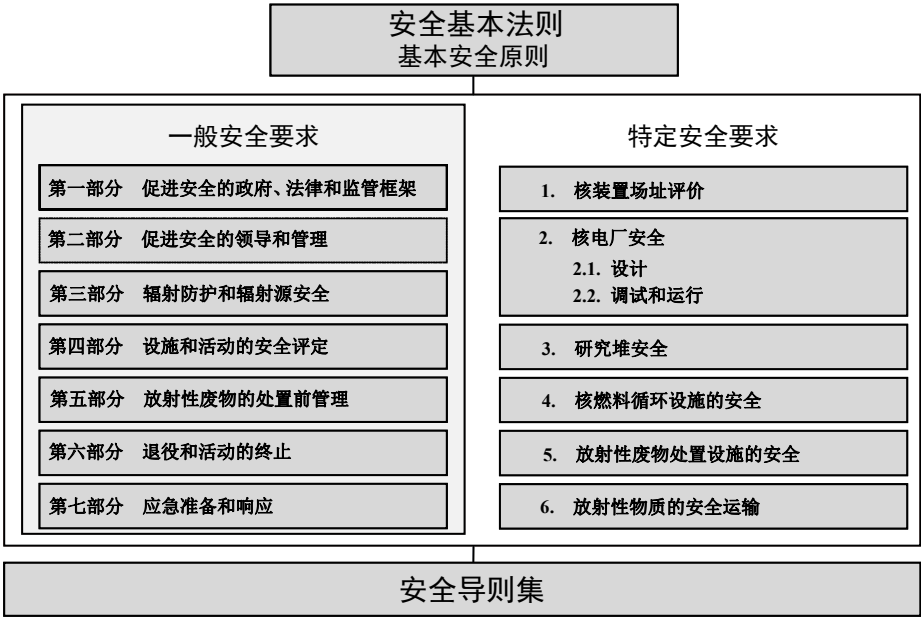 安全基本法则
基本安全原则
一般安全要求
第一部分 促进安全的政府、法律和监管框架
第二部分 促进安全的领导和管理
第三部分 辐射防护和辐射源安全
第四部分 设施和活动的安全评定
第五部分 放射性废物的处置前管理
第六部分 退役和活动的终止
第七部分 应急准备和响应
特定安全要求
1. 核装置场址评价
2. 核电厂安全
2.1. 设计
2.2. 调试和运行
3. 研究堆安全
4. 核燃料循环设施的安全
5. 放射性废物处置设施的安全
6. 放射性物质的安全运输
安全导则集